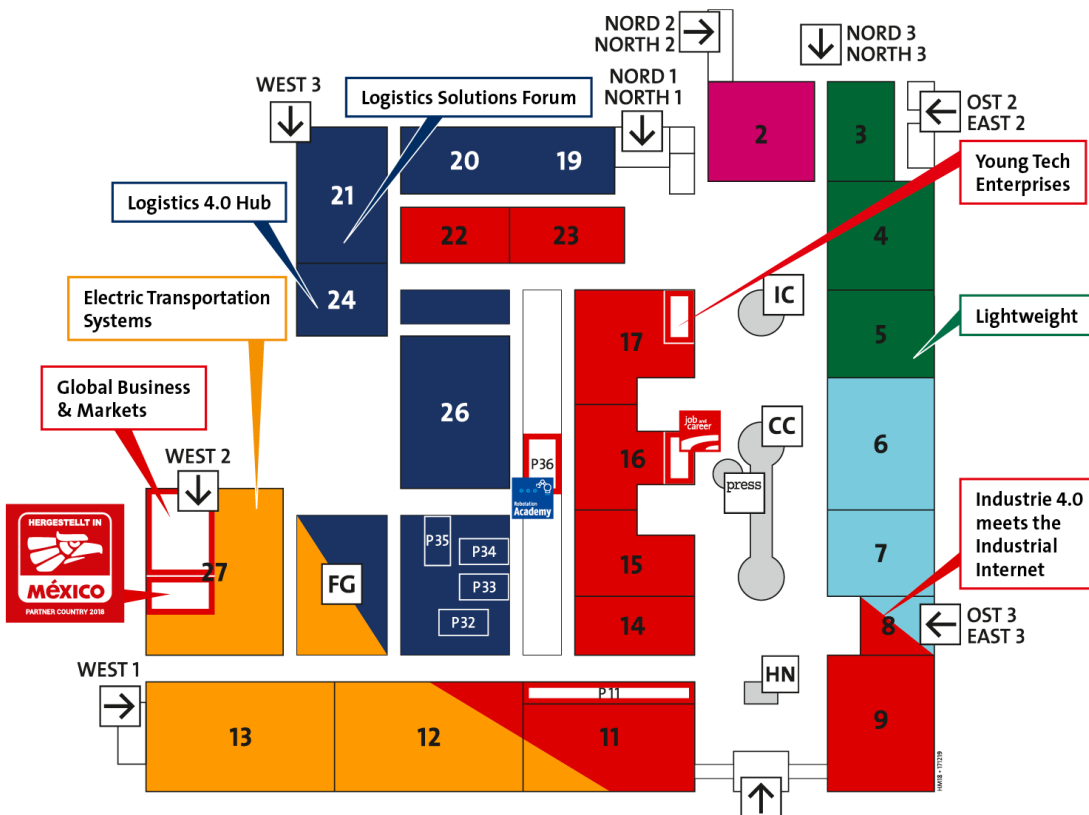 NORD 2
NORTH 2
NORD 3
NORTH 3
WEST 3
Logistics Solutions Forum
NORD 1
NORTH 1
OST 2
EAST 2
2
3
20
19
21
Young Tech
Enterprises
Logistics 4.0 Hub
22
23
4
24
Electric Transportation
Systems
IC
17
5
Lightweight
Global Business
& Markets
26
job and
career
CC
6
WEST 2
16
P36
press
Robotation
Academy
Industrie 4.0
meets the
Industrial
Internet
HERGESTELLT IN
MÉXICO
PARTNER COUNTRY 2018
27
FG
P35
P34
P33
P32
15
7
14
8
OST 3
EAST 3
WEST 1
HN
P11
13
12
11
9
HM18 • 171219